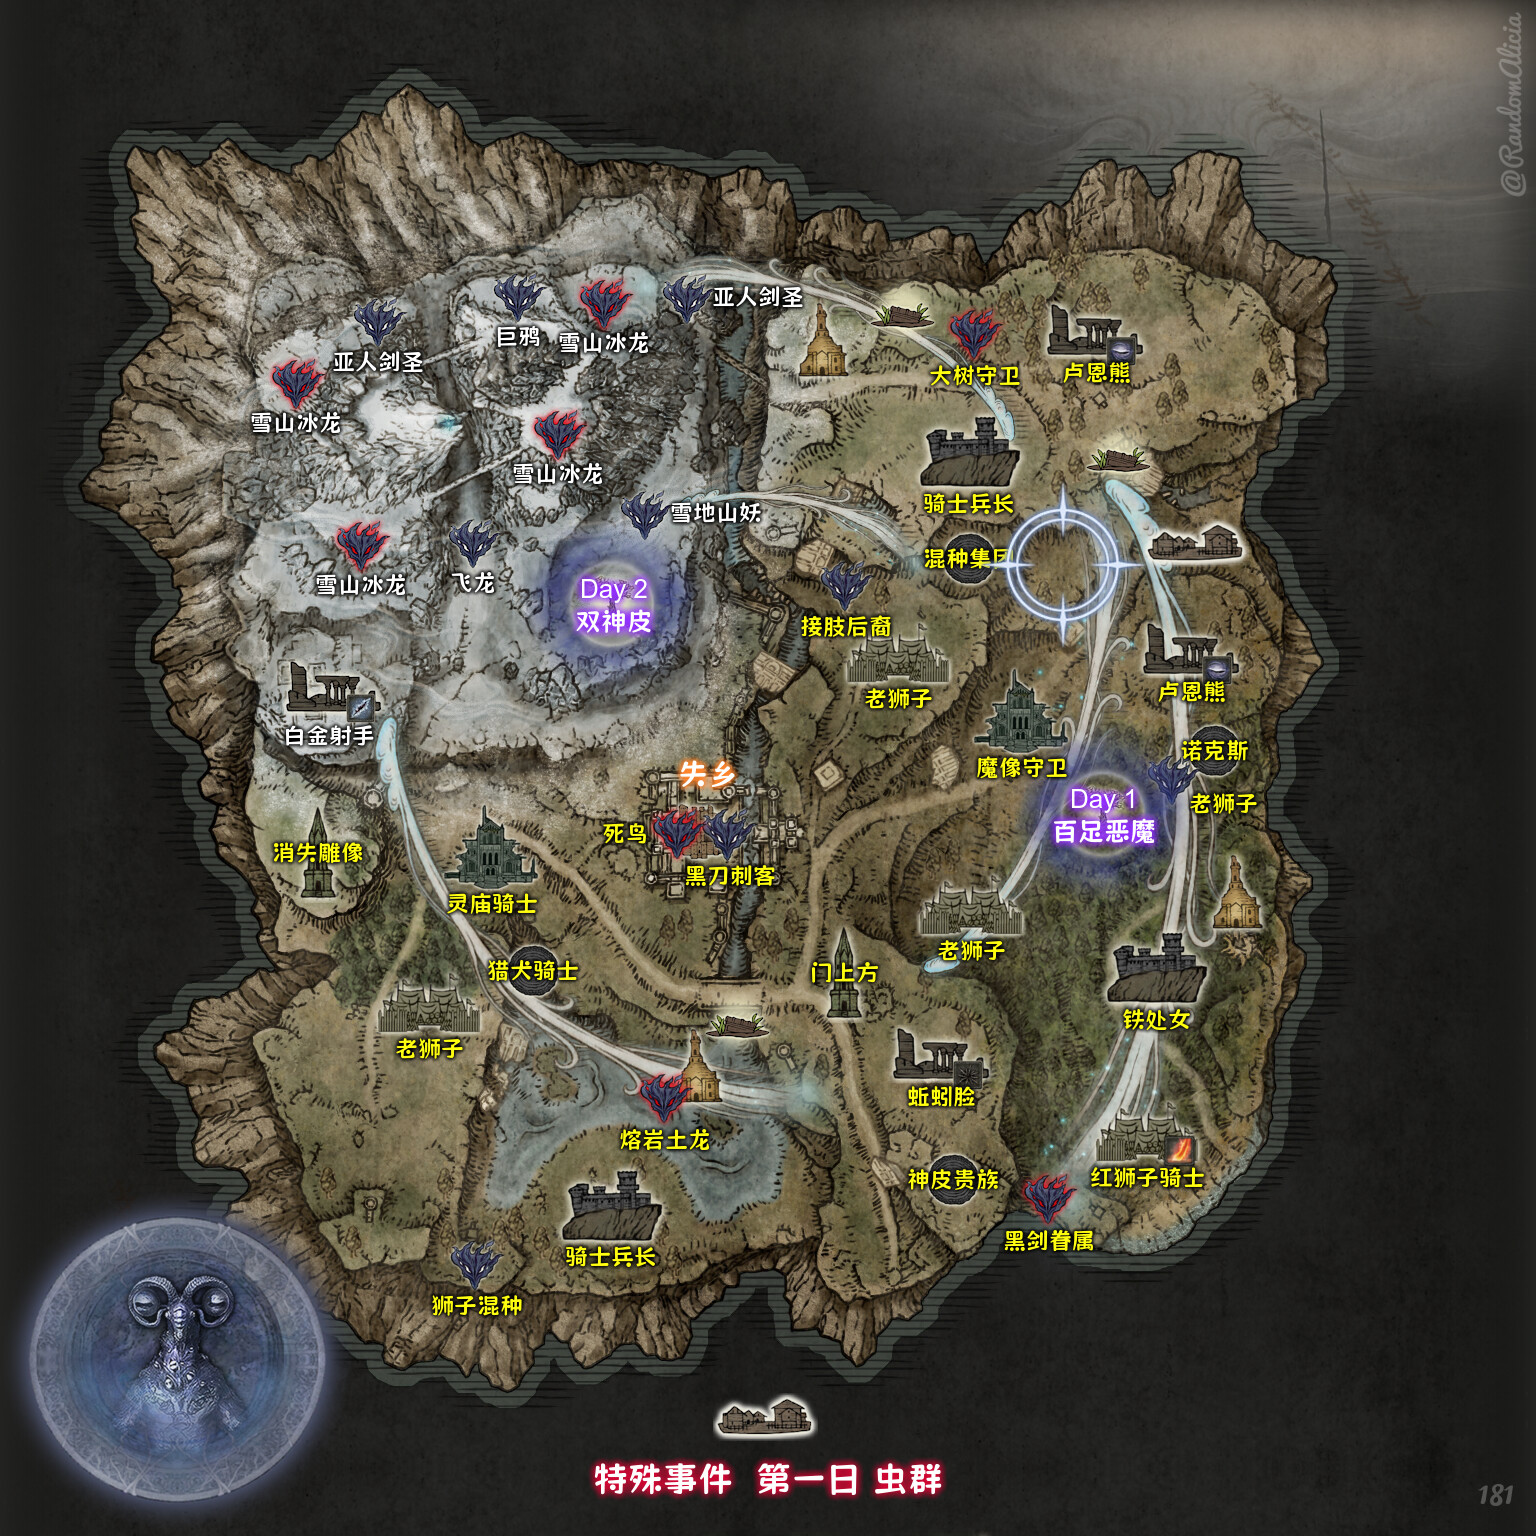 @RandomAlicia
亚人剑圣
巨鸦
雪山冰龙
亚人剑圣
雪山冰龙
大树守卫
卢恩熊
雪山冰龙
骑士兵长
雪地山妖
混种集团
雪山冰龙
飞龙
Day 2
双神皮
接肢后裔
老狮子
卢恩熊
白金射手
诺克斯
魔像守卫
失乡
Day 1
百足恶魔
老狮子
死鸟
黑刀刺客
消失雕像
灵庙骑士
老狮子
猎犬骑士
门上方
铁处女
老狮子
蚯蚓脸
熔岩土龙
神皮贵族
红狮子骑士
黑剑眷属
骑士兵长
狮子混种
特殊事件 第一日 虫群
181